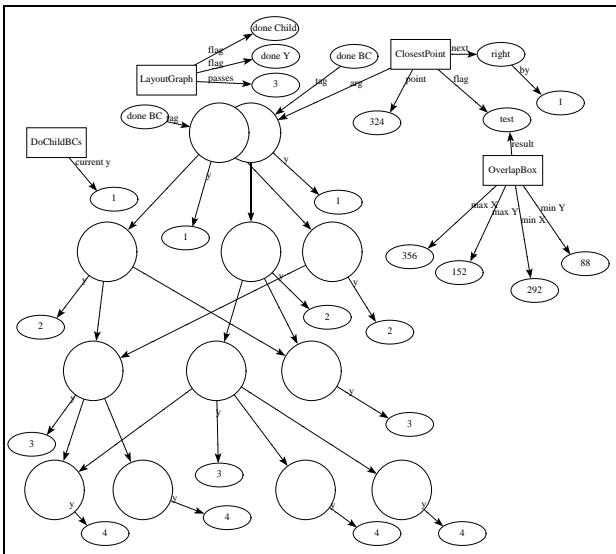 done Child
flag
done Y
flag
LayoutGraph
passes
3
done BC
tag
ClosestPoint
next
right
by
1
arg
point
flag
324
test
result
OverlapBox
max X
max Y
min X
min Y
356
152
292
88
done BC
tag
DoChildBCs
current y
1
y
1
y
1
y
2
y
2
y
2
y
3
y
3
y
3
y
4
y
4
y
4
y
4